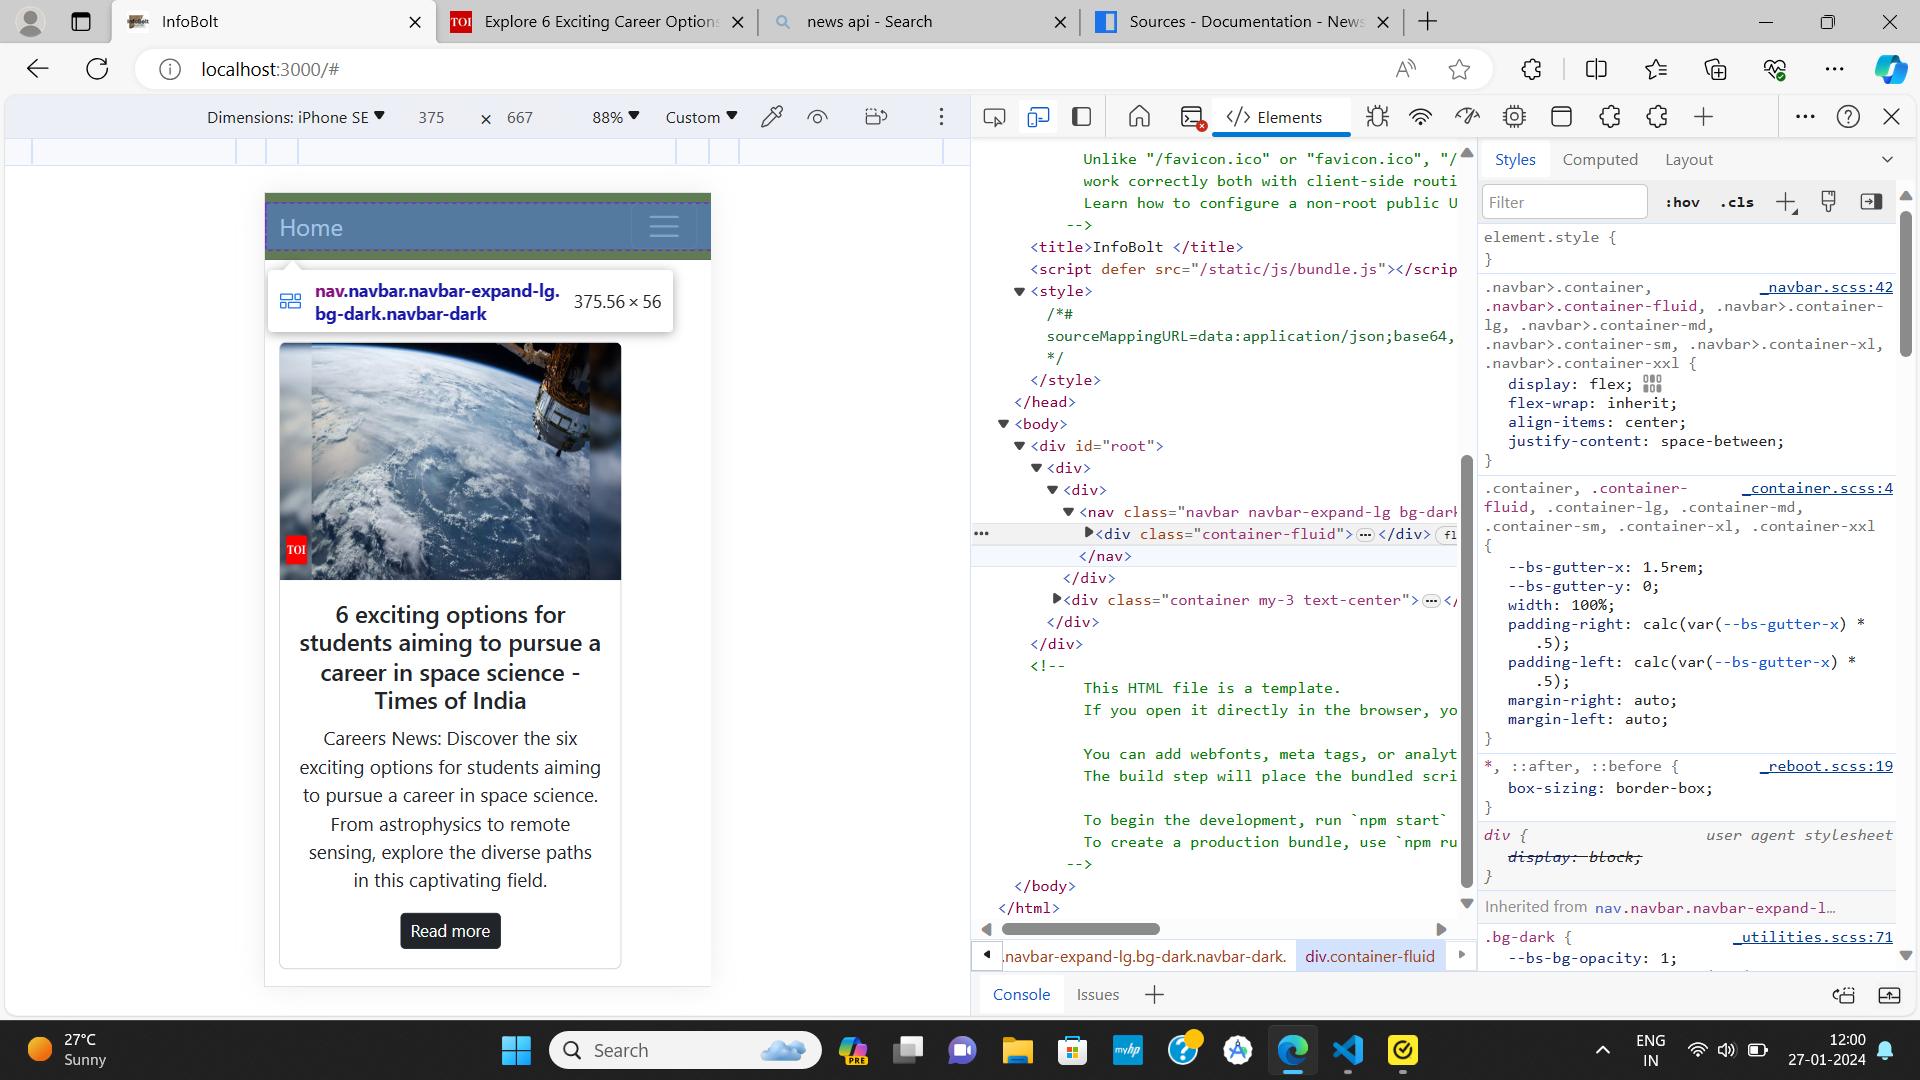 InfoBolt
TOI Explore 6 Exciting Career Option
news api - Search
Sources - Documentation - News
localhost:3000/#
Dimensions: iPhone SE
375 × 667
88%
Custom
Elements
Home
nav.navbar.navbar-expand-lg.
bg-dark.navbar-dark
375.56 × 56
TOI
6 exciting options for
students aiming to pursue a
career in space science -
Times of India
Careers News: Discover the six
exciting options for students aiming
to pursue a career in space science.
From astrophysics to remote
sensing, explore the diverse paths
in this captivating field.
Read more
Unlike "/favicon.ico" or "favicon.ico", "/
work correctly both with client-side routi
Learn how to configure a non-root public U
-->
<title>InfoBolt </title>
<script defer src="/static/js/bundle.js"></scrip
<style>
/*#
sourceMappingURL=data:application/json;base64,
*/
</style>
</head>
<body>
<div id="root">
<div>
<div>
<nav class="navbar navbar-expand-lg bg-dark
<div class="container-fluid"> … </div> fl
</nav>
</div>
<div class="container my-3 text-center"> … </
</div>
</div>
<!--
This HTML file is a template.
If you open it directly in the browser, yo
You can add webfonts, meta tags, or analyt
The build step will place the bundled scri
To begin the development, run `npm start`
To create a production bundle, use `npm ru
-->
</body>
</html>
.navbar-expand-lg.bg-dark.navbar-dark.
div.container-fluid
Styles Computed Layout
Filter
:hov .cls
element.style {
}
.navbar>.container, _navbar.scss:42
.navbar>.container-fluid, .navbar>.container-
lg, .navbar>.container-md,
.navbar>.container-sm, .navbar>.container-xl,
.navbar>.container-xxl {
display: flex;
flex-wrap: inherit;
align-items: center;
justify-content: space-between;
}
.container, .container- _container.scss:4
fluid, .container-lg, .container-md,
.container-sm, .container-xl, .container-xxl
{
--bs-gutter-x: 1.5rem;
--bs-gutter-y: 0;
width: 100%;
padding-right: calc(var(--bs-gutter-x) *
.5);
padding-left: calc(var(--bs-gutter-x) *
.5);
margin-right: auto;
margin-left: auto;
}
*, ::after, ::before { _reboot.scss:19
box-sizing: border-box;
}
div { user agent stylesheet
display: block;
}
Inherited from nav.navbar.navbar-expand-l…
.bg-dark { _utilities.scss:71
--bs-bg-opacity: 1;
Console Issues
27°C
Sunny
Search
PRE
myhp
ENG
IN
12:00
27-01-2024